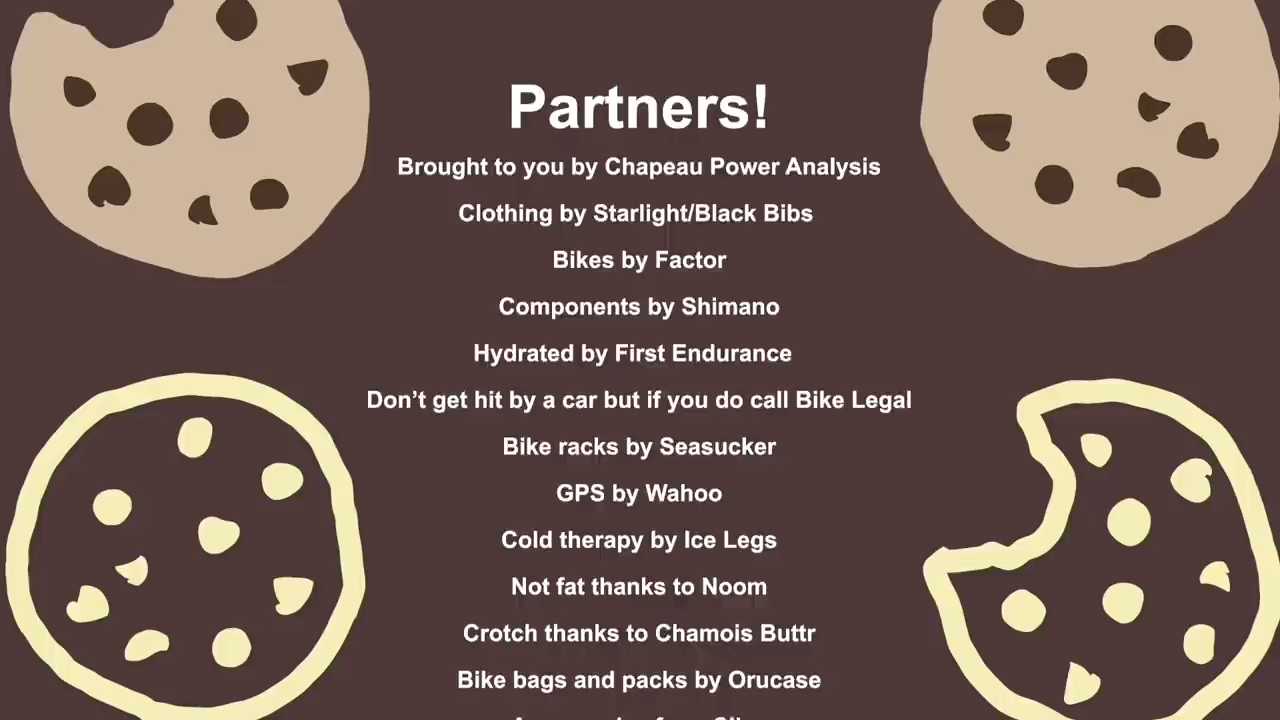 Partners!
Brought to you by Chapeau Power Analysis
Clothing by Starlight/Black Bibs
Bikes by Factor
Components by Shimano
Hydrated by First Endurance
Don’t get hit by a car but if you do call Bike Legal
Bike racks by Seasucker
GPS by Wahoo
Cold therapy by Ice Legs
Not fat thanks to Noom
Crotch thanks to Chamois Buttr
Bike bags and packs by Orucase